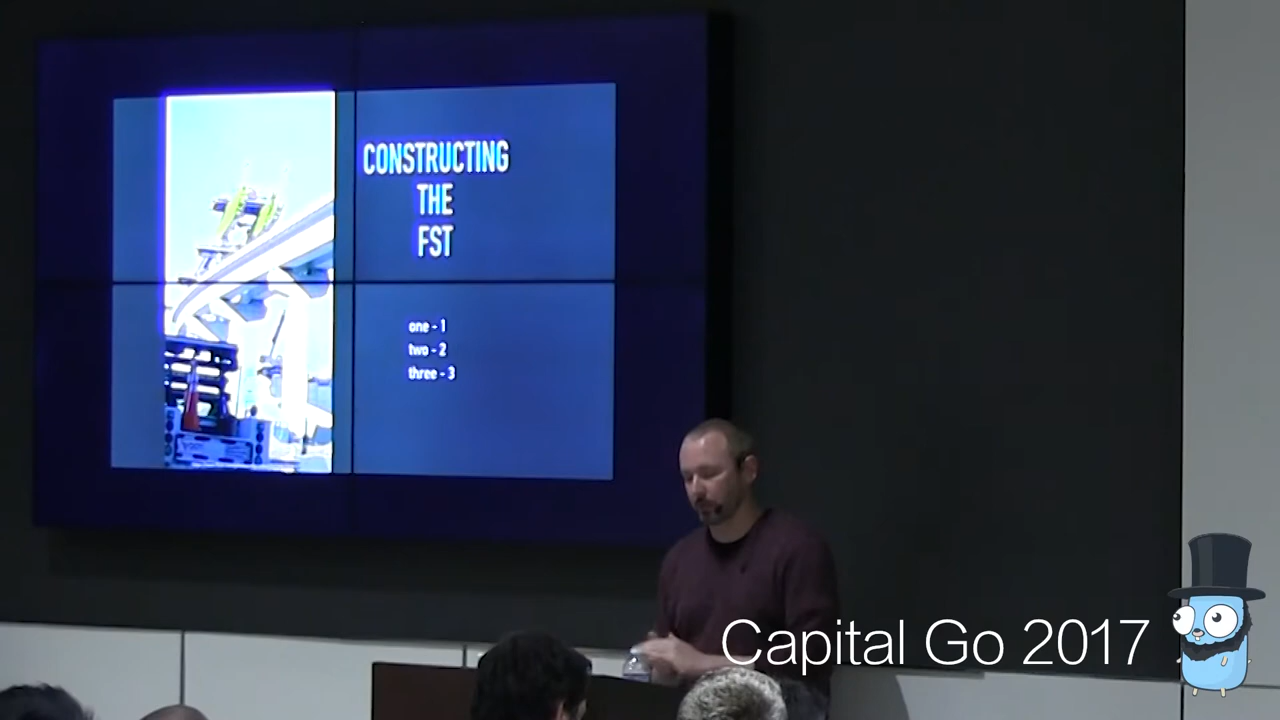 CONSTRUCTING
THE
FST
one - 1
two - 2
three - 3
Capital Go 2017